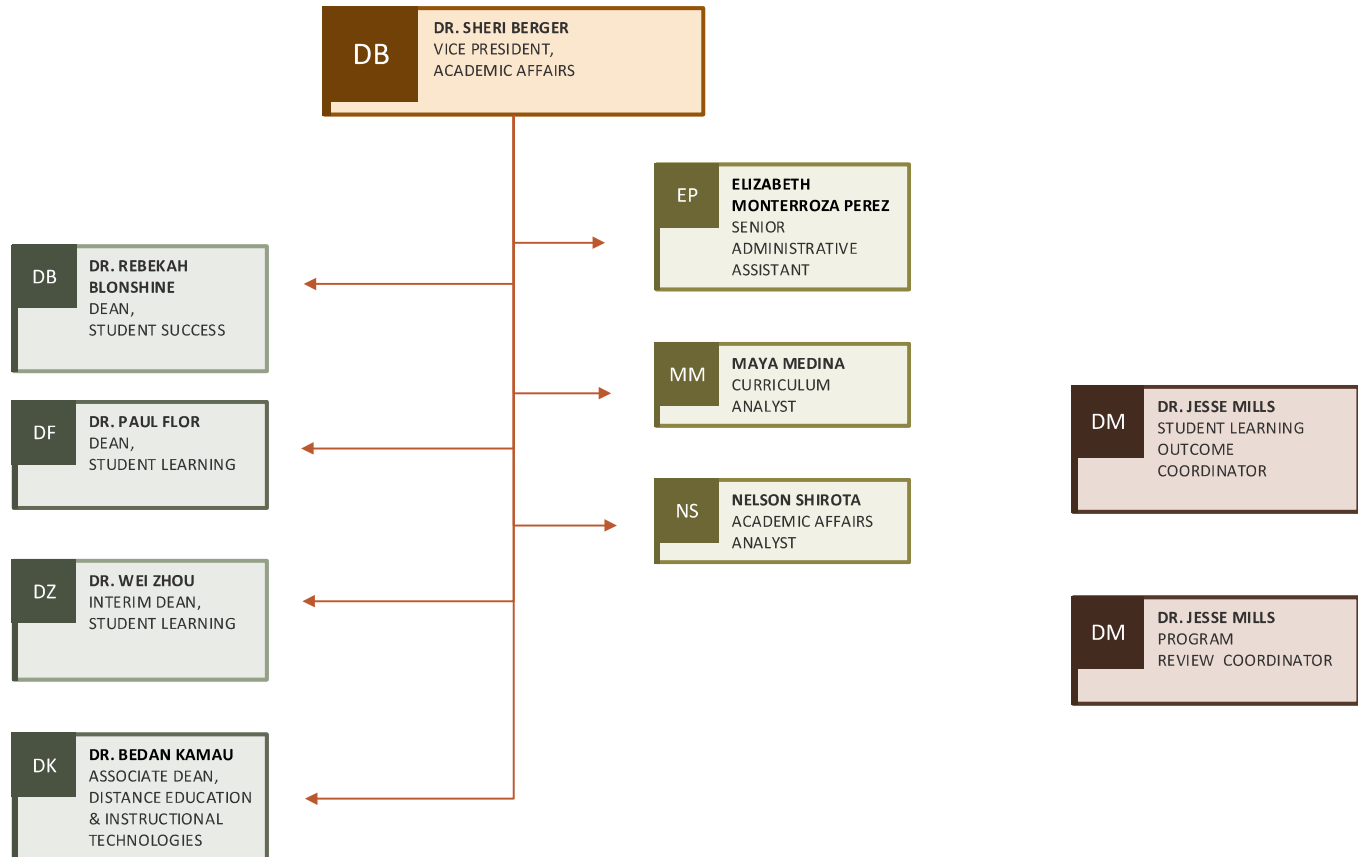 DB
DR. SHERI BERGER
VICE PRESIDENT,
ACADEMIC AFFAIRS
DB
DR. REBEKAH
BLONSHINE
DEAN,
STUDENT SUCCESS
DF
DR. PAUL FLOR
DEAN,
STUDENT LEARNING
DZ
DR. WEI ZHOU
INTERIM DEAN,
STUDENT LEARNING
DK
DR. BEDAN KAMAU
ASSOCIATE DEAN,
DISTANCE EDUCATION
& INSTRUCTIONAL
TECHNOLOGIES
EP
ELIZABETH
MONTERROZA PEREZ
SENIOR
ADMINISTRATIVE
ASSISTANT
MM
MAYA MEDINA
CURRICULUM
ANALYST
NS
NELSON SHIROTA
ACADEMIC AFFAIRS
ANALYST
DM
DR. JESSE MILLS
STUDENT LEARNING
OUTCOME
COORDINATOR
DM
DR. JESSE MILLS
PROGRAM
REVIEW  COORDINATOR